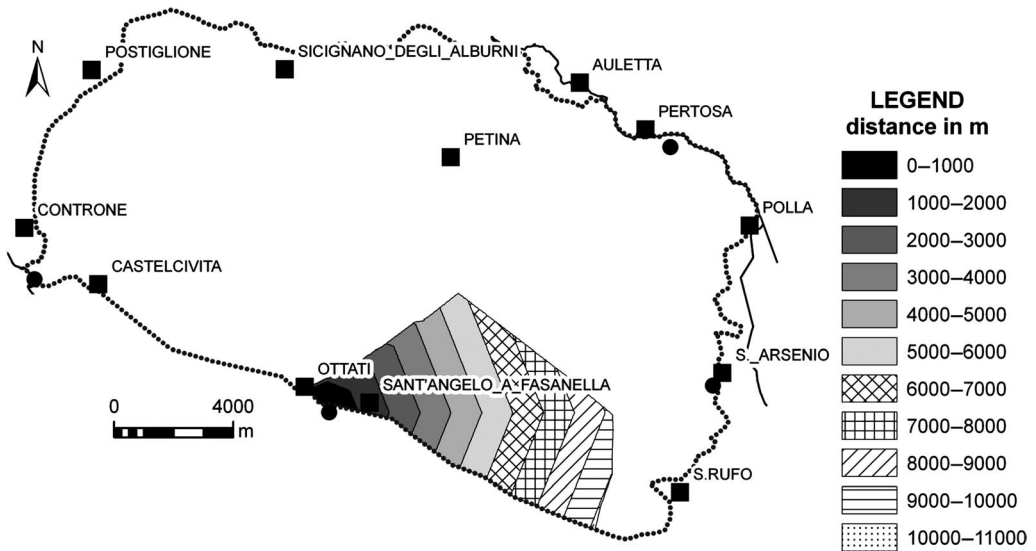 N
POSTIGLIONE
SICIGNANO_DEGLI_ALBURNI
AULETTA
PERTOSA
PETINA
POLLA
CONTRONE
CASTELCIVITA
OTTATI
SANT'ANGELO_A_FASANELLA
S._ARSENIO
S.RUFO
0 4000
m
LEGEND
distance in m
0–1000
1000–2000
2000–3000
3000–4000
4000–5000
5000–6000
6000–7000
7000–8000
8000–9000
9000–10000
10000–11000